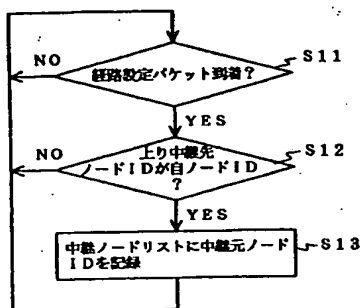 NO
経路設定パケット到着?
S11
YES
NO
上り中継先
ノードIDが自ノードID
?
S12
YES
中継ノードリストに中継元ノード
IDを記録
S13